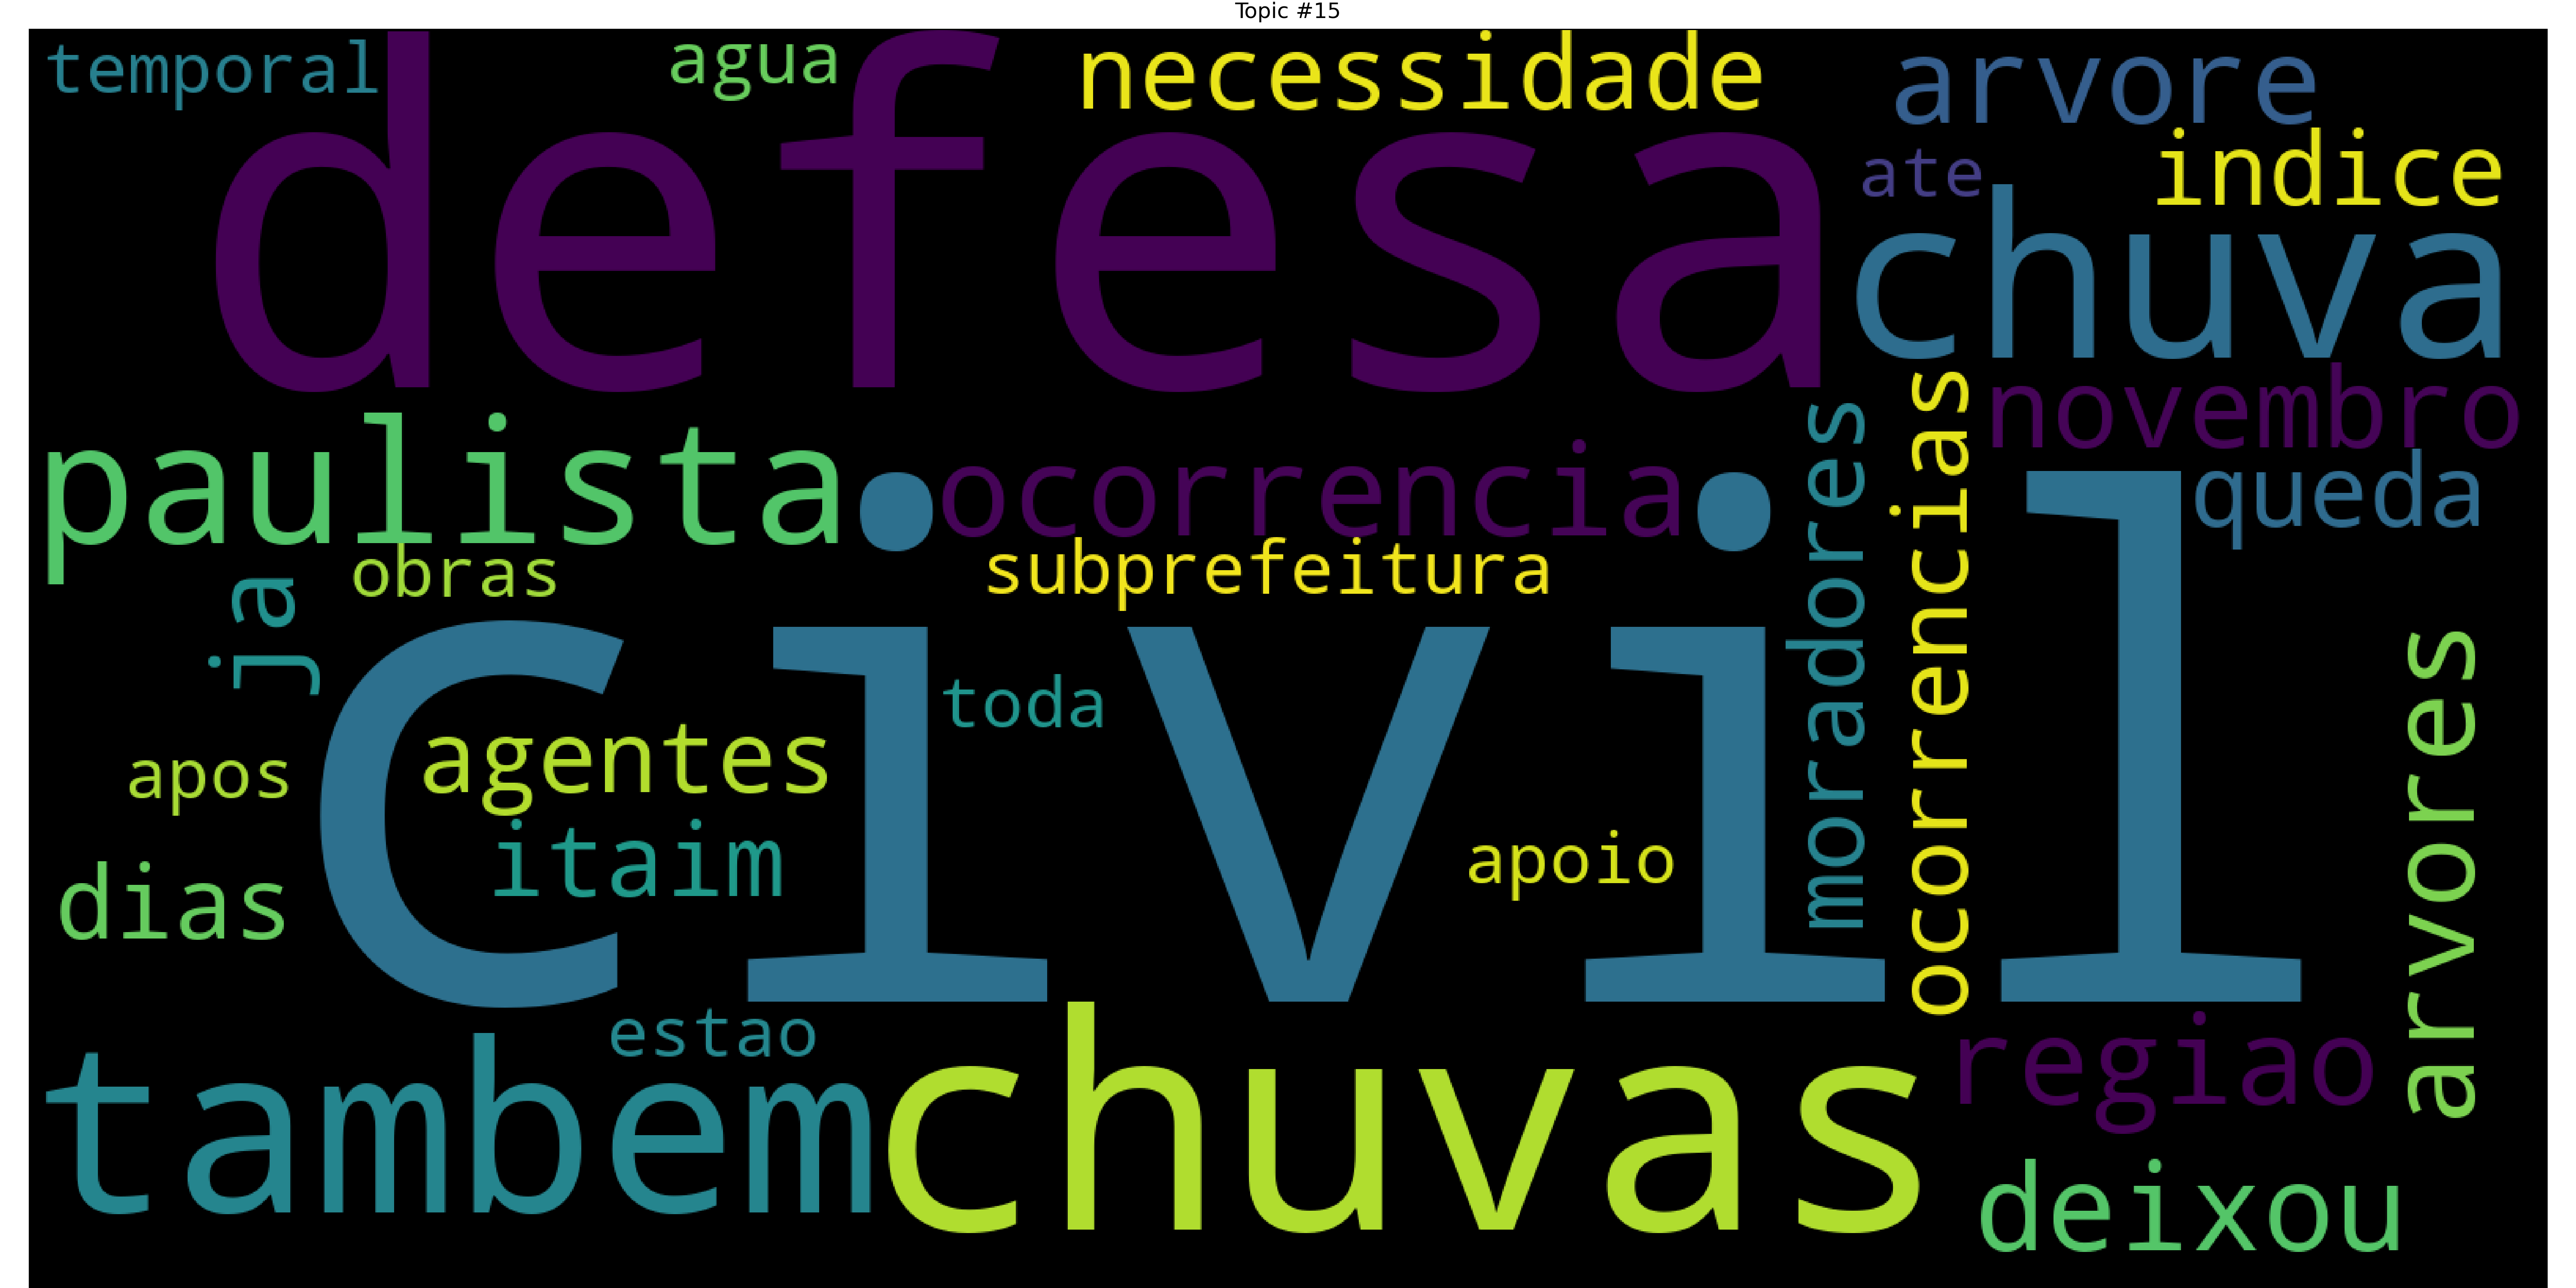 Topic #15
temporal
agua
necessidade
arvore
defesa
ate
indice
chuva
novembro
paulista
ocorrencia
queda
moradores
ocorrencias
obras
subprefeitura
ja
civil
toda
agentes
apos
itaim
apoio
dias
arvores
estao
tambem
chuvas
regiao
deixou